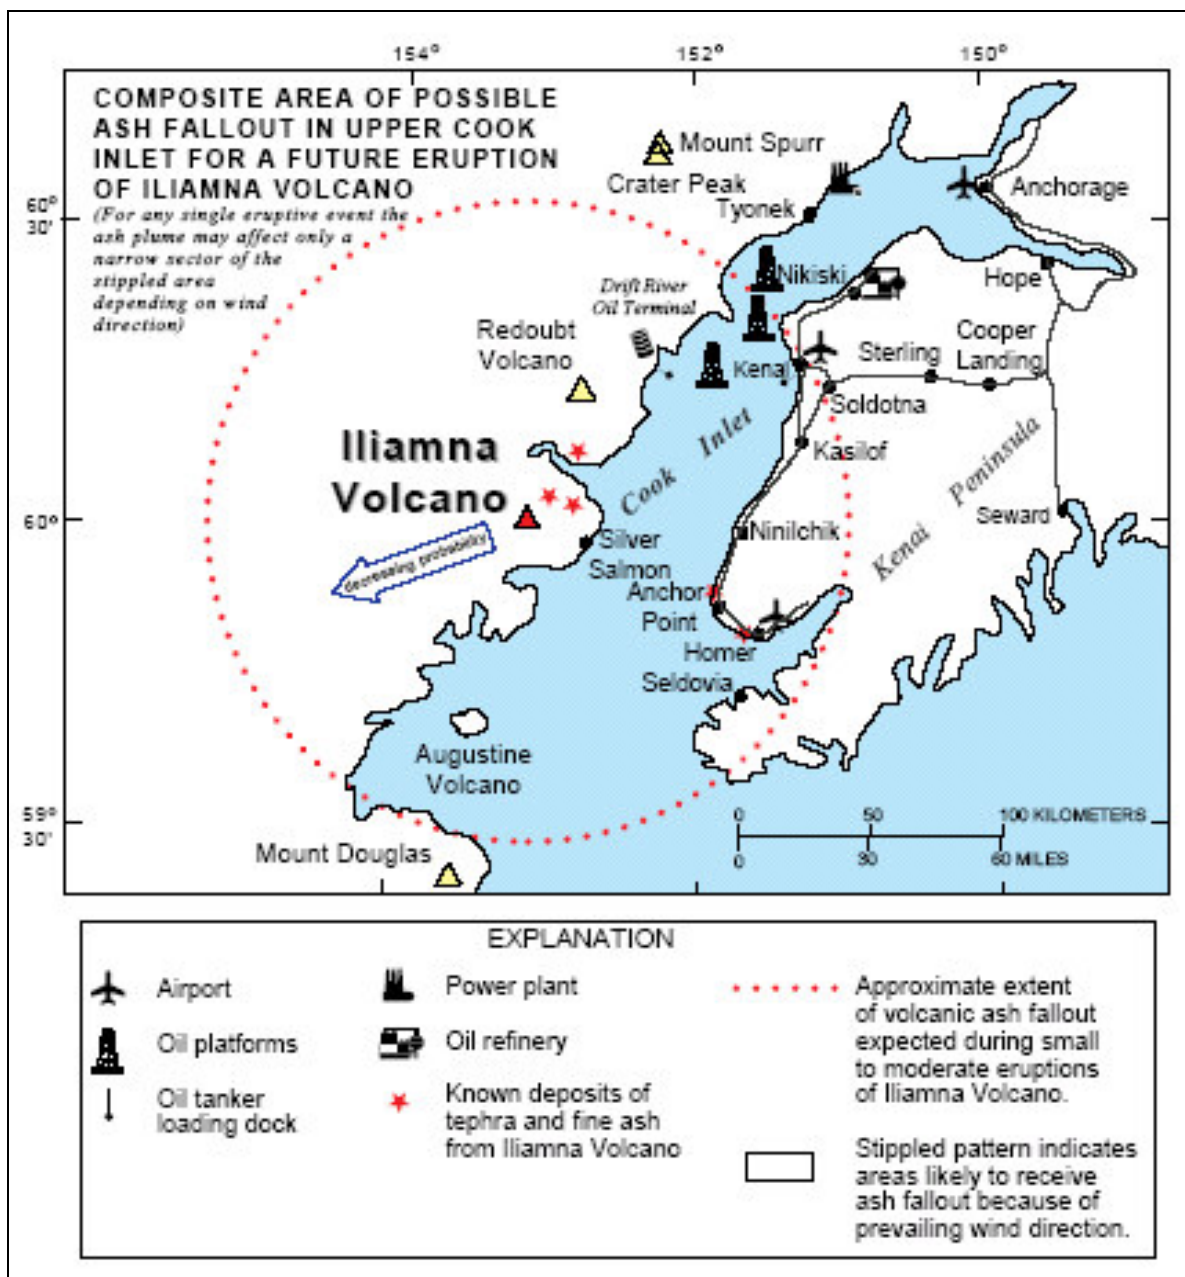 154°
152°
150°
COMPOSITE AREA OF POSSIBLE
ASH FALLOUT IN UPPER COOK
INLET FOR A FUTURE ERUPTION
OF ILIAMNA VOLCANO
(For any single eruptive event the
ash plume may affect only a
narrow sector of the
stippled area
depending on wind
direction)
Mount Spurr
Crater Peak
Tyonek
Anchorage
60°
30'
Nikiski
Hope
Drift River
Oil Terminal
Redoubt
Volcano
Cooper
Landing
Sterling
Kenai
Soldotna
Kasilof
Cook Inlet
Kenai Peninsula
Iliamna
Volcano
60°
Seward
Ninilchik
Silver
Salmon
decreasing probability
Anchor
Point
Homer
Seldovia
Augustine
Volcano
59°
30'
Mount Douglas
0 50 100 KILOMETERS
0 30 60 MILES
EXPLANATION
Airport
Oil platforms
Oil tanker
loading dock
Power plant
Oil refinery
Known deposits of
tephra and fine ash
from Iliamna Volcano
Approximate extent
of volcanic ash fallout
expected during small
to moderate eruptions
of Iliamna Volcano.
Stippled pattern indicates
areas likely to receive
ash fallout because of
prevailing wind direction.